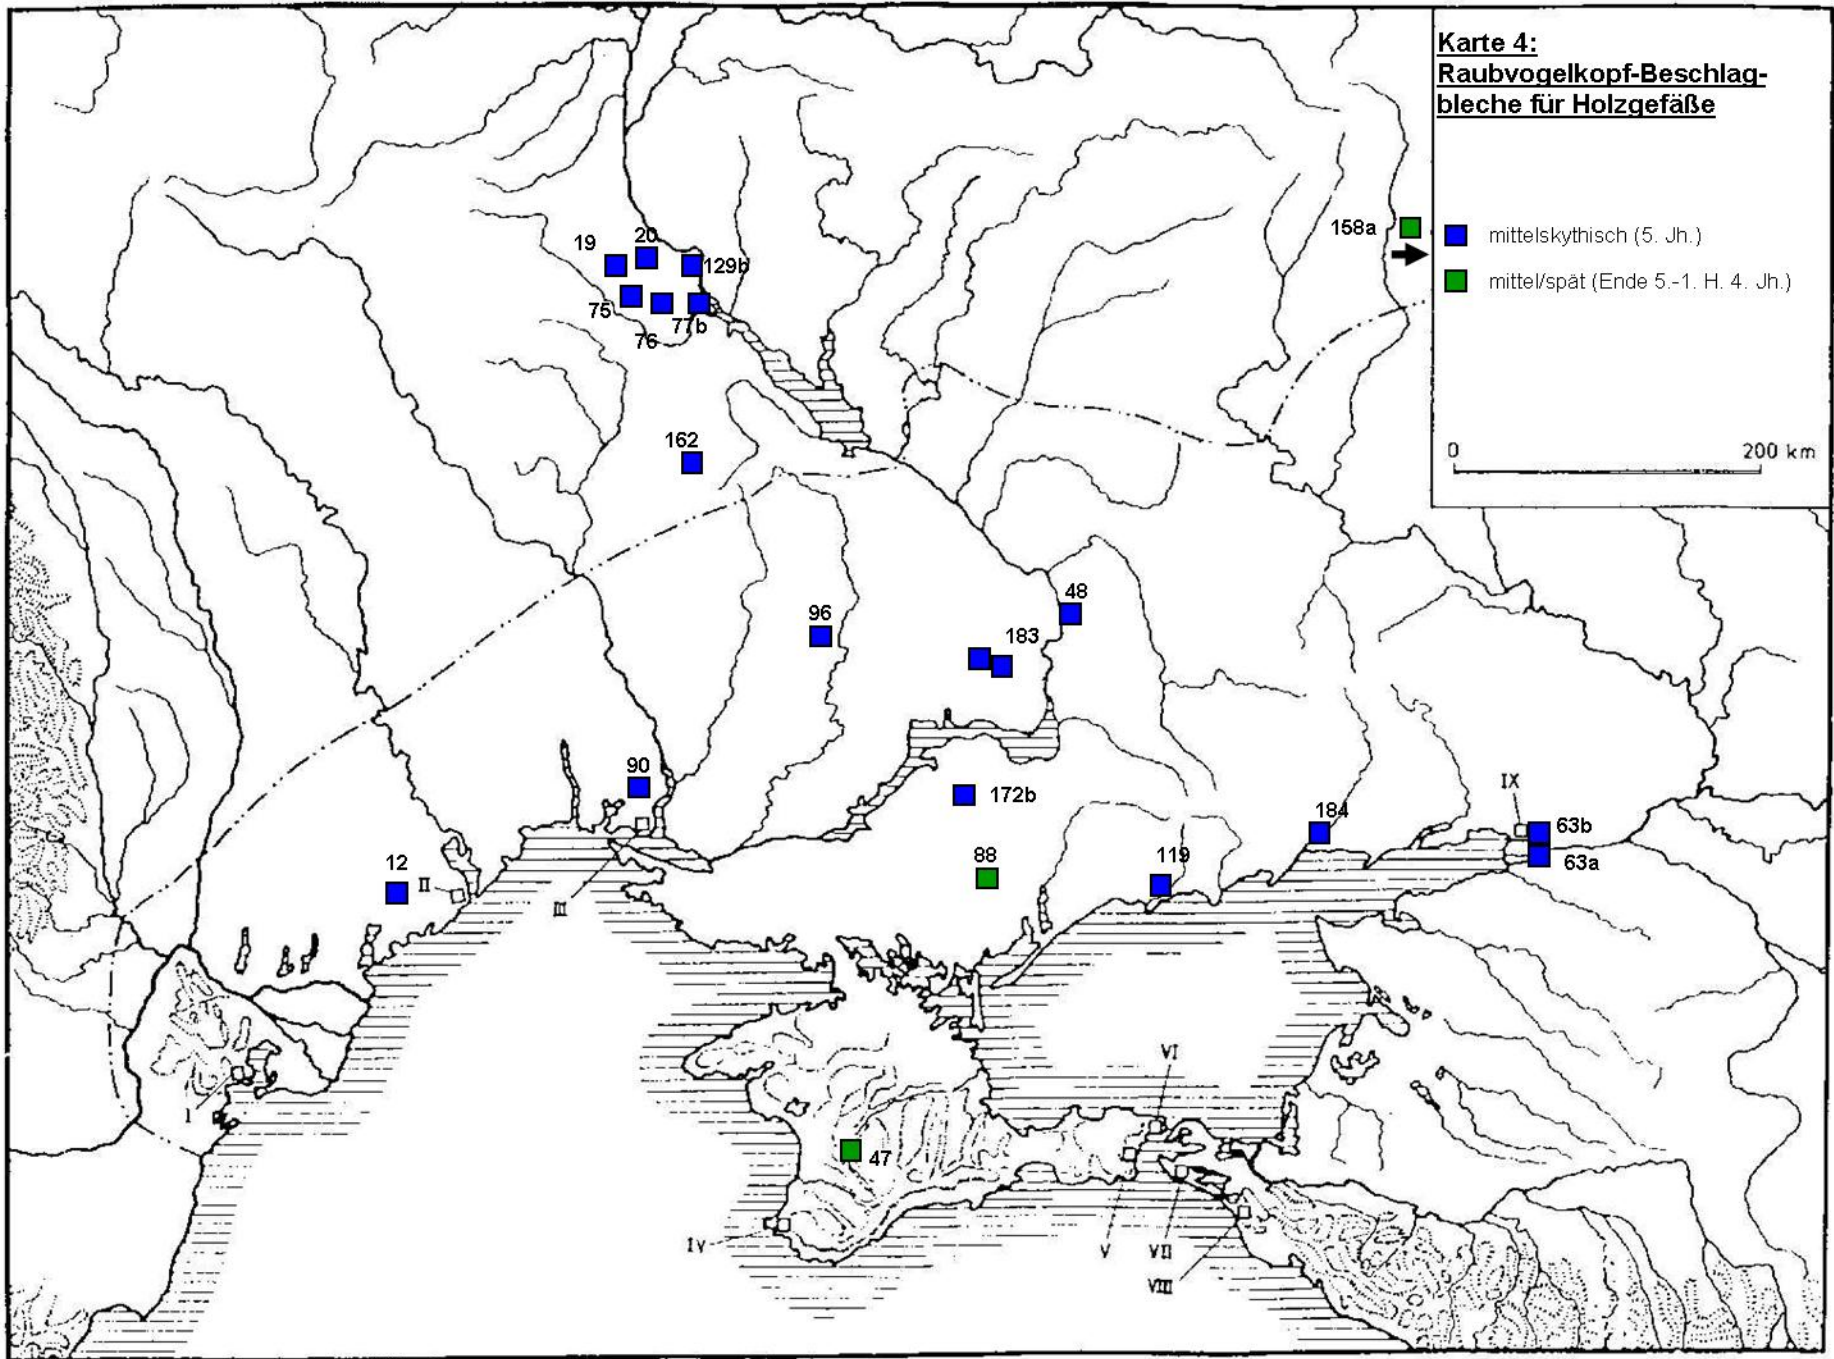 Karte 4:
Raubvogelkopf-Beschlag-
bleche für Holzgefäße
158a
mittelskythisch (5. Jh.)
mittel/spät (Ende 5.-1. H. 4. Jh.)
0 200 km
19
20
129b
75
76
77b
162
96
48
183
90
172b
184
IX
63b
63a
12
II
III
88
119
I
VI
47
IV
V
VII
VIII